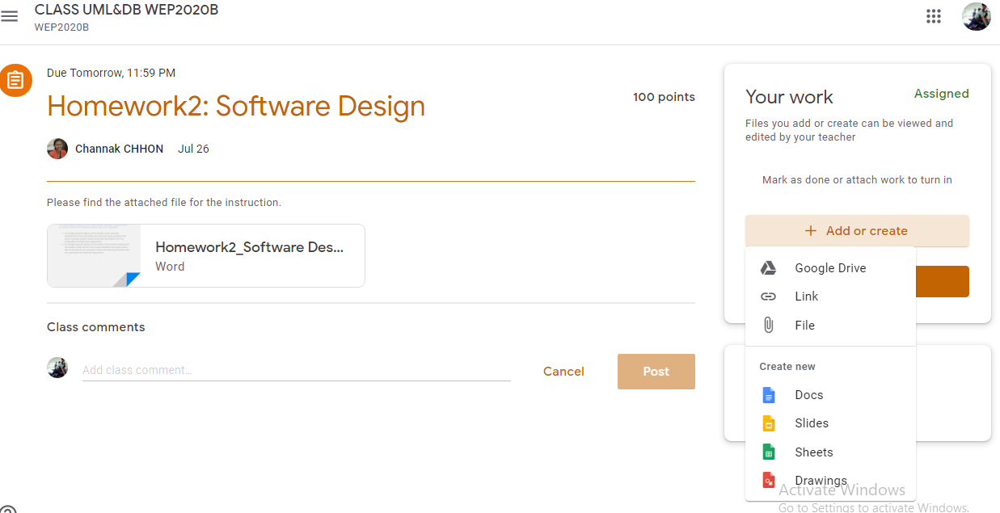 CLASS UML&DB WEP2020B
WEP2020B
Due Tomorrow, 11:59 PM
Homework2: Software Design
100 points
Channak CHHON Jul 26
Please find the attached file for the instruction.
Homework2_Software Des...
Word
Class comments
Add class comment...
Cancel
Post
Your work
Assigned
Files you add or create can be viewed and
edited by your teacher
Mark as done or attach work to turn in
+ Add or create
Google Drive
Link
File
Create new
Docs
Slides
Sheets
Drawings
Activate Windows
Go to Settings to activate Windows.